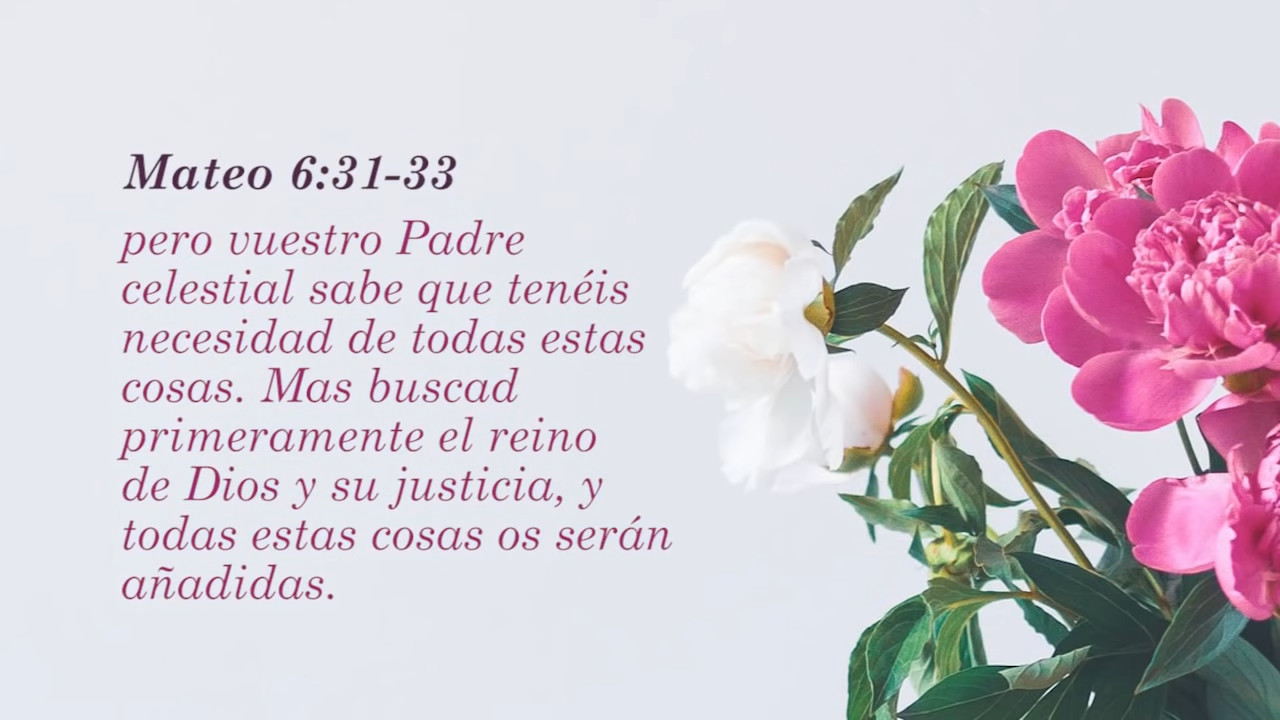 Mateo 6:31-33
pero vuestro Padre
celestial sabe que tenéis
necesidad de todas estas
cosas. Mas buscad
primeramente el reino
de Dios y su justicia, y
todas estas cosas os serán
añadidas.